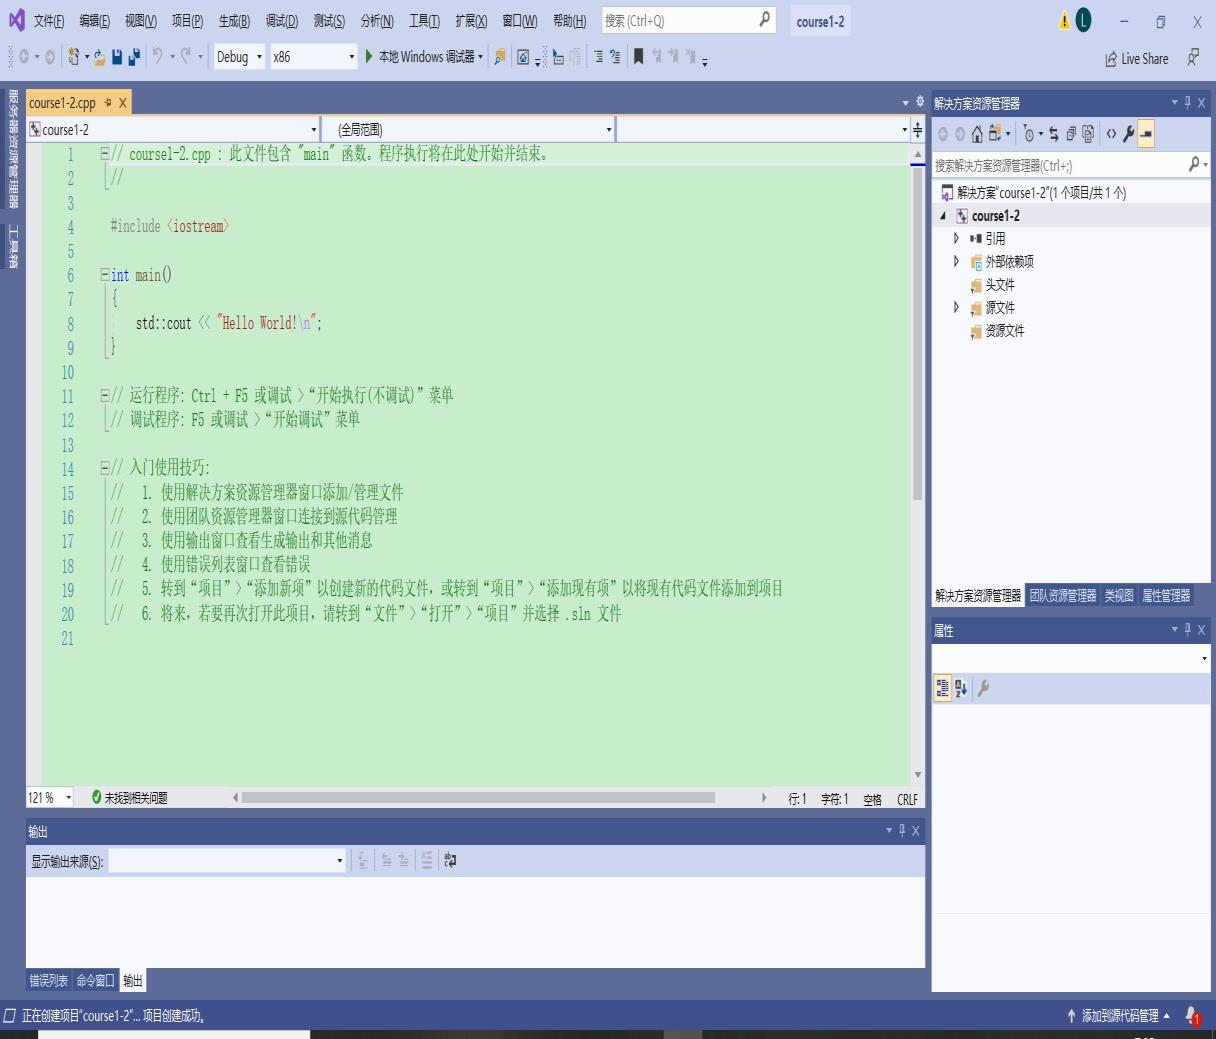 文件(F) 编辑(E) 视图(V) 项目(P) 生成(B) 调试(D) 测试(S) 分析(N) 工具(T) 扩展(X) 窗口(W) 帮助(H) 搜索 (Ctrl+Q) course1-2 L
Debug x86 本地 Windows 调试器 Live Share
服务器资源管理器
工具箱
course1-2.cpp
course1-2 (全局范围)
1 // course1-2.cpp : 此文件包含 "main" 函数。程序执行将在此处开始并结束。
2 //
3
4 #include <iostream>
5
6 int main()
7 {
8 std::cout << "Hello World!\n";
9 }
10
11 // 运行程序: Ctrl + F5 或调试 >“开始执行(不调试)”菜单
12 // 调试程序: F5 或调试 >“开始调试”菜单
13
14 // 入门使用技巧:
15 // 1. 使用解决方案资源管理器窗口添加/管理文件
16 // 2. 使用团队资源管理器窗口连接到源代码管理
17 // 3. 使用输出窗口查看生成输出和其他消息
18 // 4. 使用错误列表窗口查看错误
19 // 5. 转到“项目”>“添加新项”以创建新的代码文件，或转到“项目”>“添加现有项”以将现有代码文件添加到项目
20 // 6. 将来，若要再次打开此项目，请转到“文件”>“打开”>“项目”并选择 .sln 文件
21
121 % 未找到相关问题 行: 1 字符: 1 空格 CRLF
输出
显示输出来源(S):
错误列表 命令窗口 输出
解决方案资源管理器
搜索解决方案资源管理器(Ctrl+;)
解决方案"course1-2"(1 个项目/共 1 个)
course1-2
引用
外部依赖项
头文件
源文件
资源文件
解决方案资源管理器 团队资源管理器 类视图 属性管理器
属性
正在创建项目"course1-2"... 项目创建成功。 添加到源代码管理 1